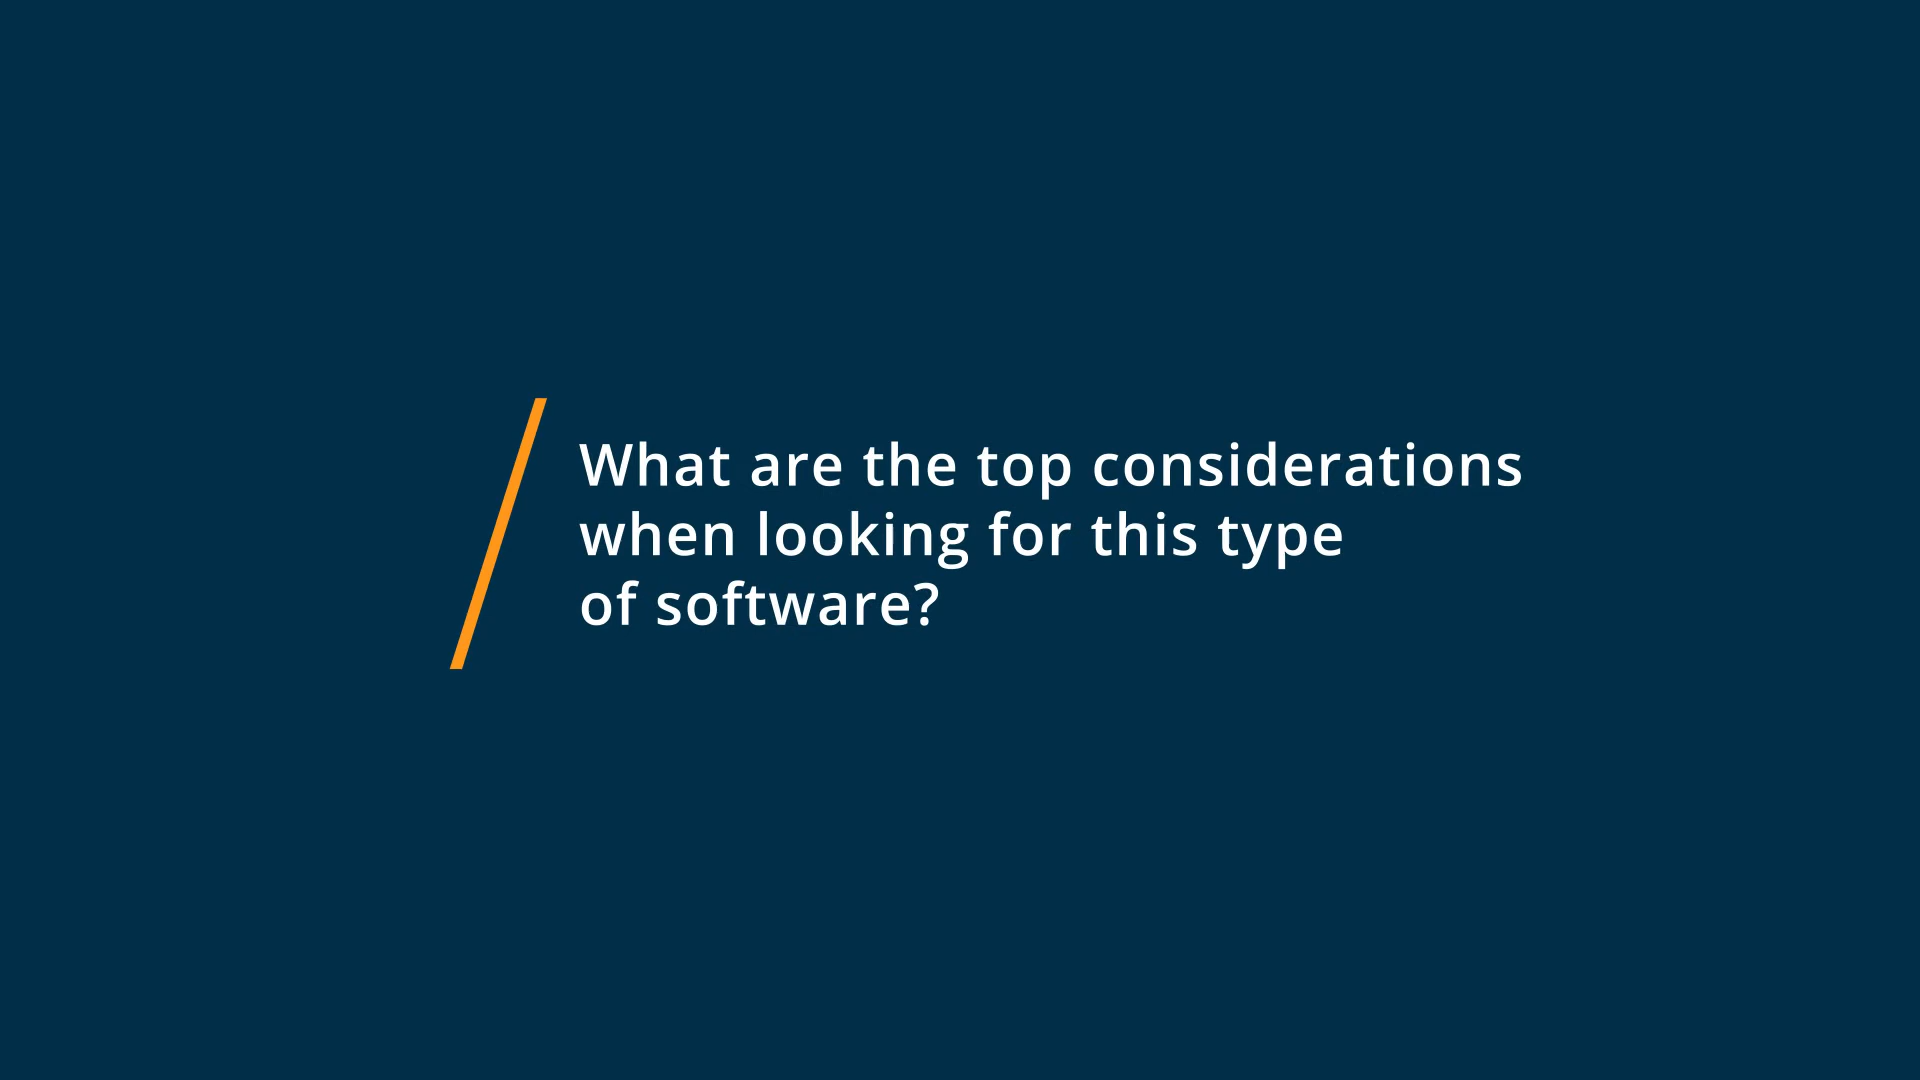 What are the top considerations
when looking for this type
of software?